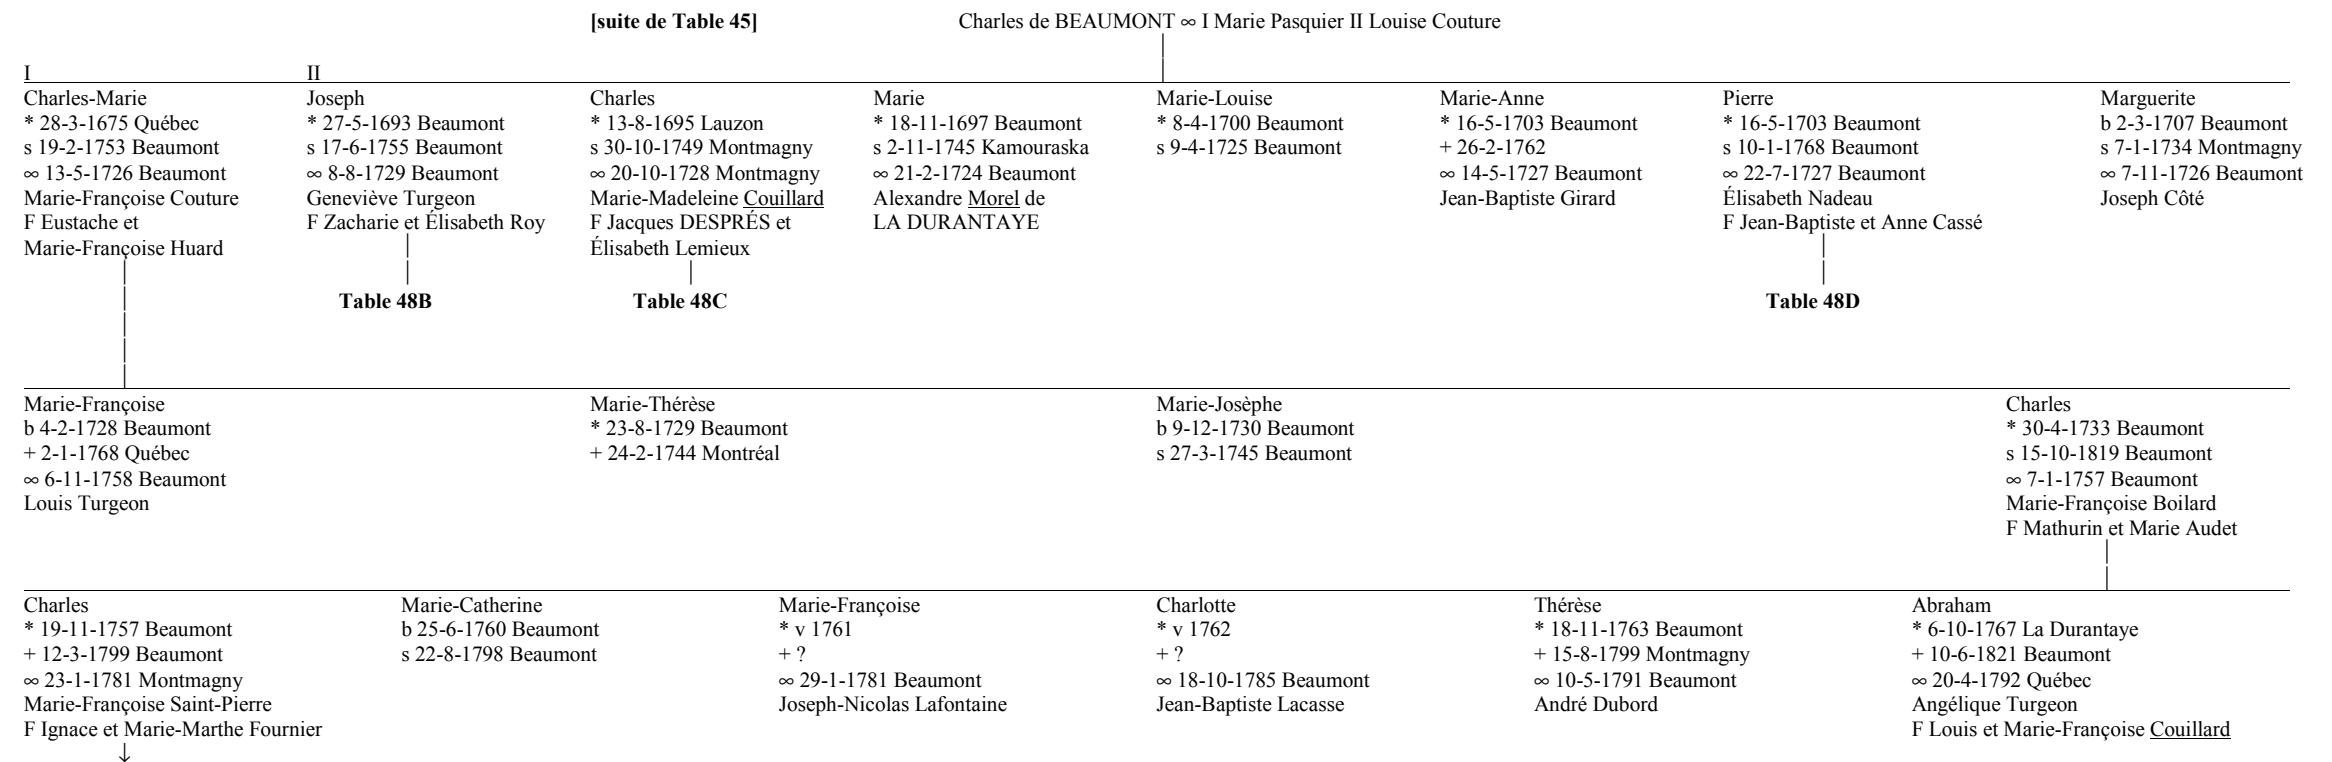 [suite de Table 45] Charles de BEAUMONT ∞ I Marie Pasquier II Louise Couture
I
II
Charles-Marie
* 28-3-1675 Québec
s 19-2-1753 Beaumont
∞ 13-5-1726 Beaumont
Marie-Françoise Couture
F Eustache et
Marie-Françoise Huard
Joseph
* 27-5-1693 Beaumont
s 17-6-1755 Beaumont
∞ 8-8-1729 Beaumont
Geneviève Turgeon
F Zacharie et Élisabeth Roy
Table 48B
Charles
* 13-8-1695 Lauzon
s 30-10-1749 Montmagny
∞ 20-10-1728 Montmagny
Marie-Madeleine Couillard
F Jacques DESPRÉS et
Élisabeth Lemieux
Table 48C
Marie
* 18-11-1697 Beaumont
s 2-11-1745 Kamouraska
∞ 21-2-1724 Beaumont
Alexandre Morel de
LA DURANTAYE
Marie-Louise
* 8-4-1700 Beaumont
s 9-4-1725 Beaumont
Marie-Anne
* 16-5-1703 Beaumont
+ 26-2-1762
∞ 14-5-1727 Beaumont
Jean-Baptiste Girard
Pierre
* 16-5-1703 Beaumont
s 10-1-1768 Beaumont
∞ 22-7-1727 Beaumont
Élisabeth Nadeau
F Jean-Baptiste et Anne Cassé
Table 48D
Marguerite
b 2-3-1707 Beaumont
s 7-1-1734 Montmagny
∞ 7-11-1726 Beaumont
Joseph Côté
Marie-Françoise
b 4-2-1728 Beaumont
+ 2-1-1768 Québec
∞ 6-11-1758 Beaumont
Louis Turgeon
Marie-Thérèse
* 23-8-1729 Beaumont
+ 24-2-1744 Montréal
Marie-Josèphe
b 9-12-1730 Beaumont
s 27-3-1745 Beaumont
Charles
* 30-4-1733 Beaumont
s 15-10-1819 Beaumont
∞ 7-1-1757 Beaumont
Marie-Françoise Boilard
F Mathurin et Marie Audet
Charles
* 19-11-1757 Beaumont
+ 12-3-1799 Beaumont
∞ 23-1-1781 Montmagny
Marie-Françoise Saint-Pierre
F Ignace et Marie-Marthe Fournier
↓
Marie-Catherine
b 25-6-1760 Beaumont
s 22-8-1798 Beaumont
Marie-Françoise
* v 1761
+ ?
∞ 29-1-1781 Beaumont
Joseph-Nicolas Lafontaine
Charlotte
* v 1762
+ ?
∞ 18-10-1785 Beaumont
Jean-Baptiste Lacasse
Thérèse
* 18-11-1763 Beaumont
+ 15-8-1799 Montmagny
∞ 10-5-1791 Beaumont
André Dubord
Abraham
* 6-10-1767 La Durantaye
+ 10-6-1821 Beaumont
∞ 20-4-1792 Québec
Angélique Turgeon
F Louis et Marie-Françoise Couillard